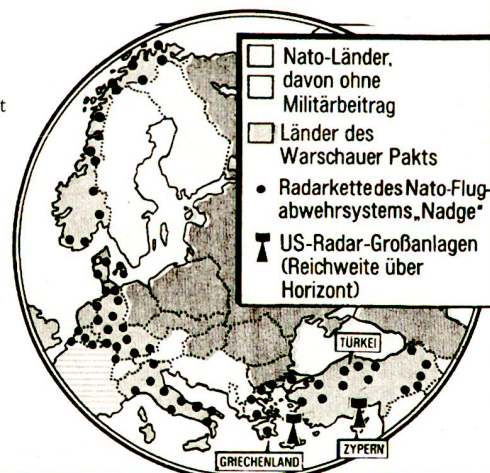 t
Nato-Länder,
davon ohne
Militärbeitrag
Länder des
Warschauer Pakts
Radarkette des Nato-Flug-
abwehrsystems „Nadge"
US-Radar-Großanlagen
(Reichweite über
Horizont)
TÜRKEI
ZYPERN
GRIECHENLAND